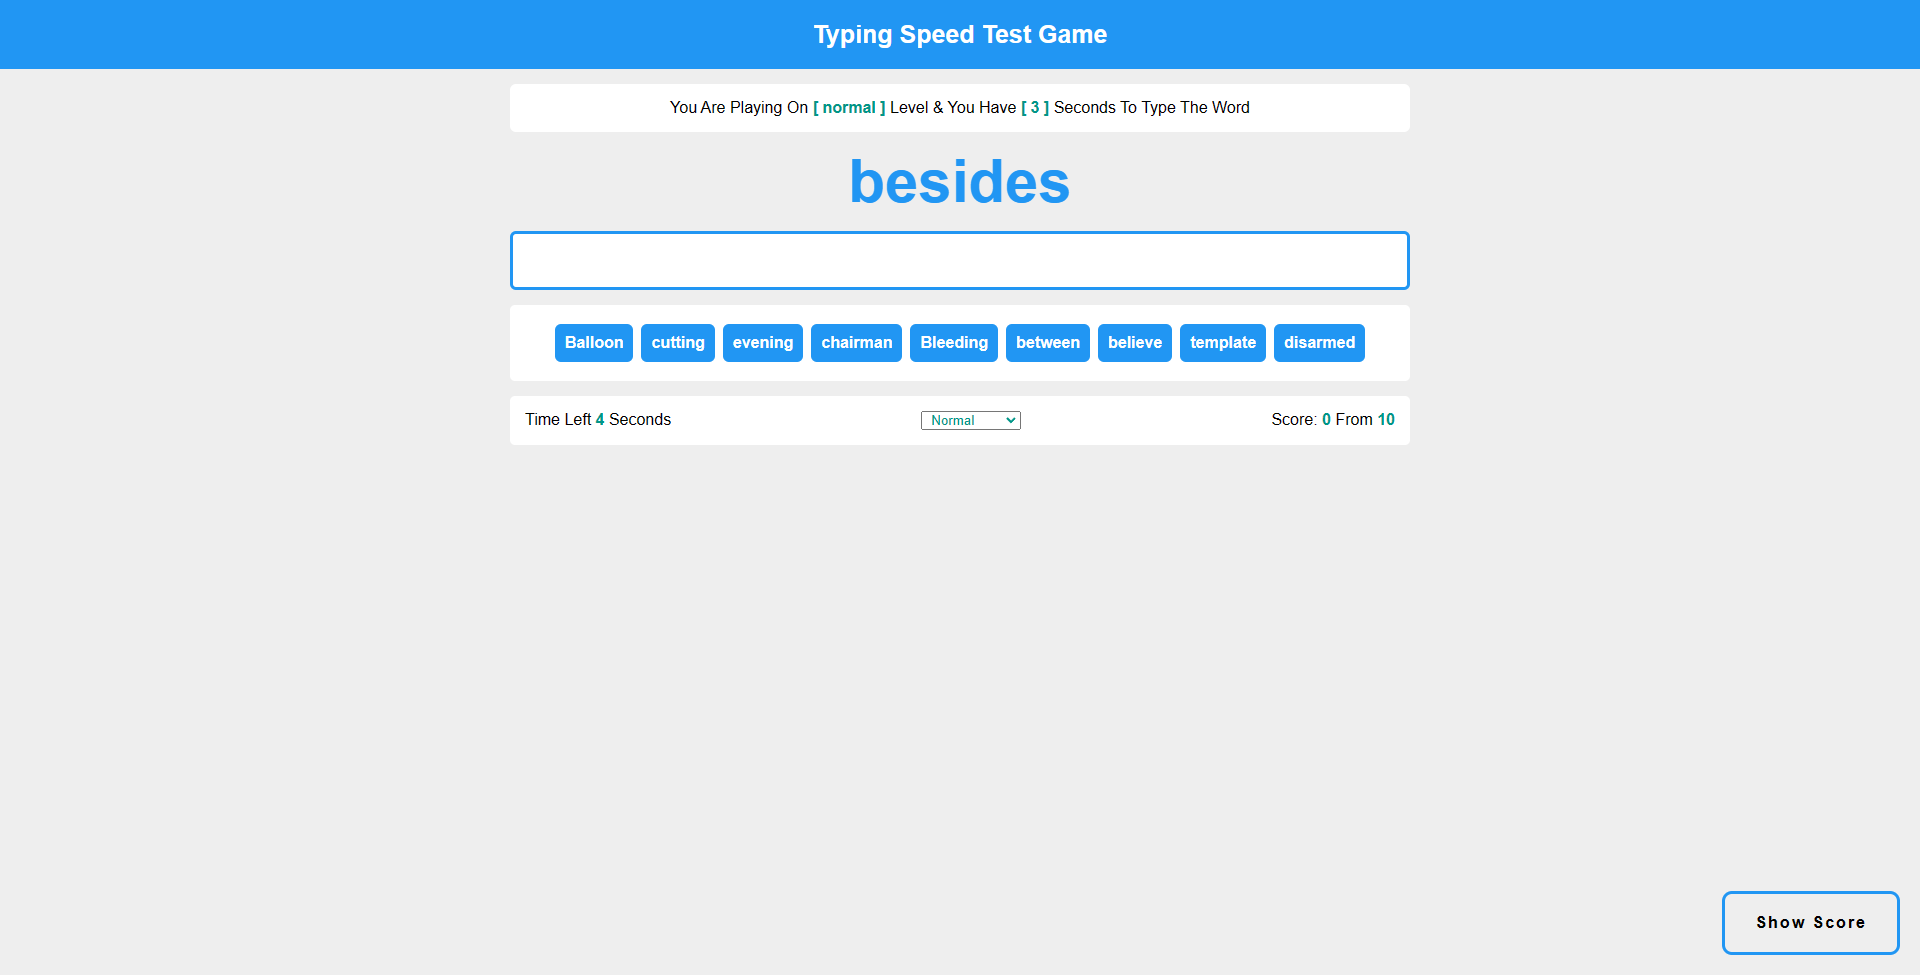 Typing Speed Test Game
You Are Playing On [ normal ] Level & You Have [ 3 ] Seconds To Type The Word
besides
Balloon cutting evening chairman Bleeding between believe template disarmed
Time Left 4 Seconds Normal Score: 0 From 10
Show Score